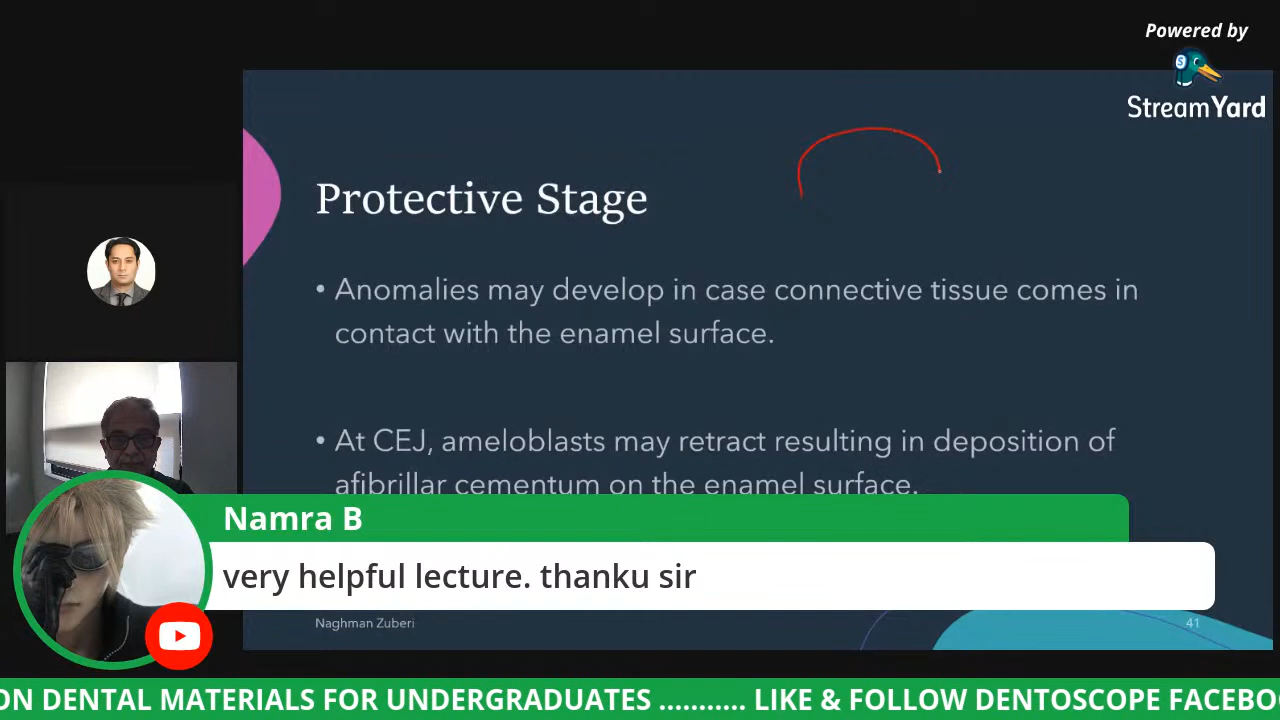 Powered by
StreamYard
Protective Stage
• Anomalies may develop in case connective tissue comes in
contact with the enamel surface.
• At CEJ, ameloblasts may retract resulting in deposition of
afibrillar cementum on the enamel surface.
Namra B
very helpful lecture. thanku sir
Naghman Zuberi
41
ON DENTAL MATERIALS FOR UNDERGRADUATES ........... LIKE & FOLLOW DENTOSCOPE FACEBO